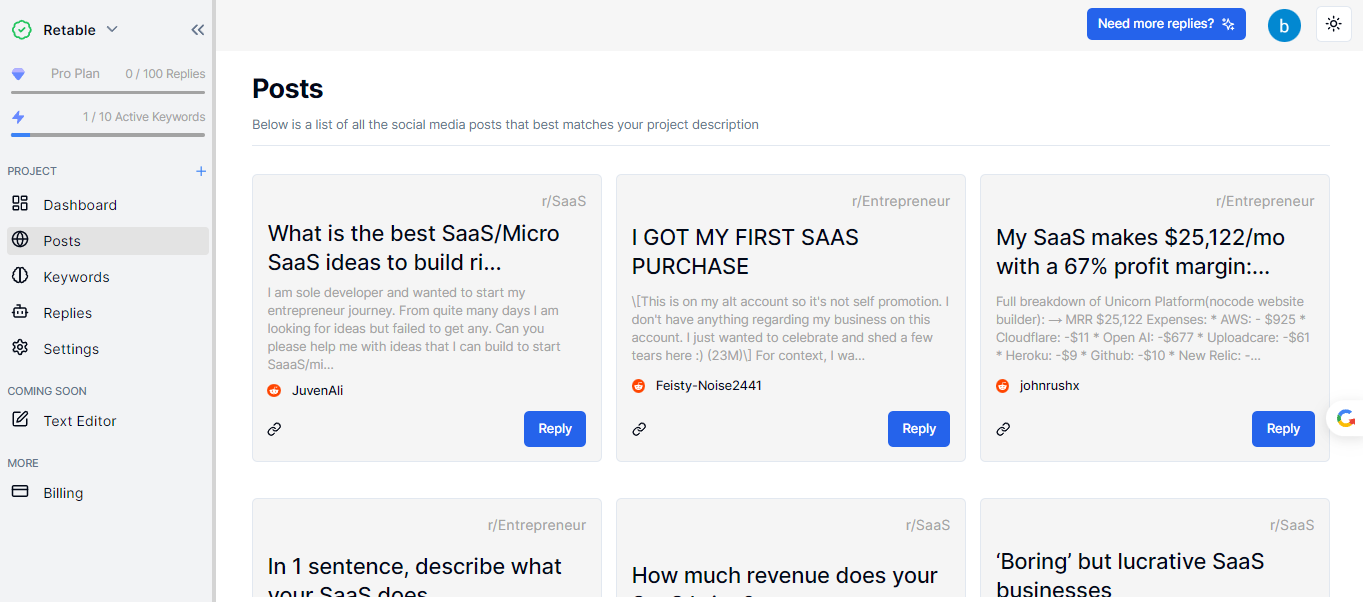 Retable
Pro Plan
0 / 100 Replies
1 / 10 Active Keywords
PROJECT
+
Dashboard
Posts
Keywords
Replies
Settings
COMING SOON
Text Editor
MORE
Billing
Need more replies?
b
Posts
Below is a list of all the social media posts that best matches your project description
r/SaaS
What is the best SaaS/Micro
SaaS ideas to build ri...
I am sole developer and wanted to start my
entrepreneur journey. From quite many days I am
looking for ideas but failed to get any. Can you
please help me with ideas that I can build to start
SaaaS/mi...
JuvenAli
Reply
r/Entrepreneur
I GOT MY FIRST SAAS
PURCHASE
\[This is on my alt account so it's not self promotion. I
don't have anything regarding my business on this
account. I just wanted to celebrate and shed a few
tears here :) (23M)\] For context, I wa...
Feisty-Noise2441
Reply
r/Entrepreneur
My SaaS makes $25,122/mo
with a 67% profit margin:...
Full breakdown of Unicorn Platform(nocode website
builder): → MRR $25,122 Expenses: * AWS: - $925 *
Cloudflare: -$11 * Open AI: -$677 * Uploadcare: -$61
* Heroku: -$9 * Github: -$10 * New Relic: -...
johnrushx
Reply
r/Entrepreneur
In 1 sentence, describe what
your SaaS does
r/SaaS
How much revenue does your
r/SaaS
‘Boring’ but lucrative SaaS
businesses